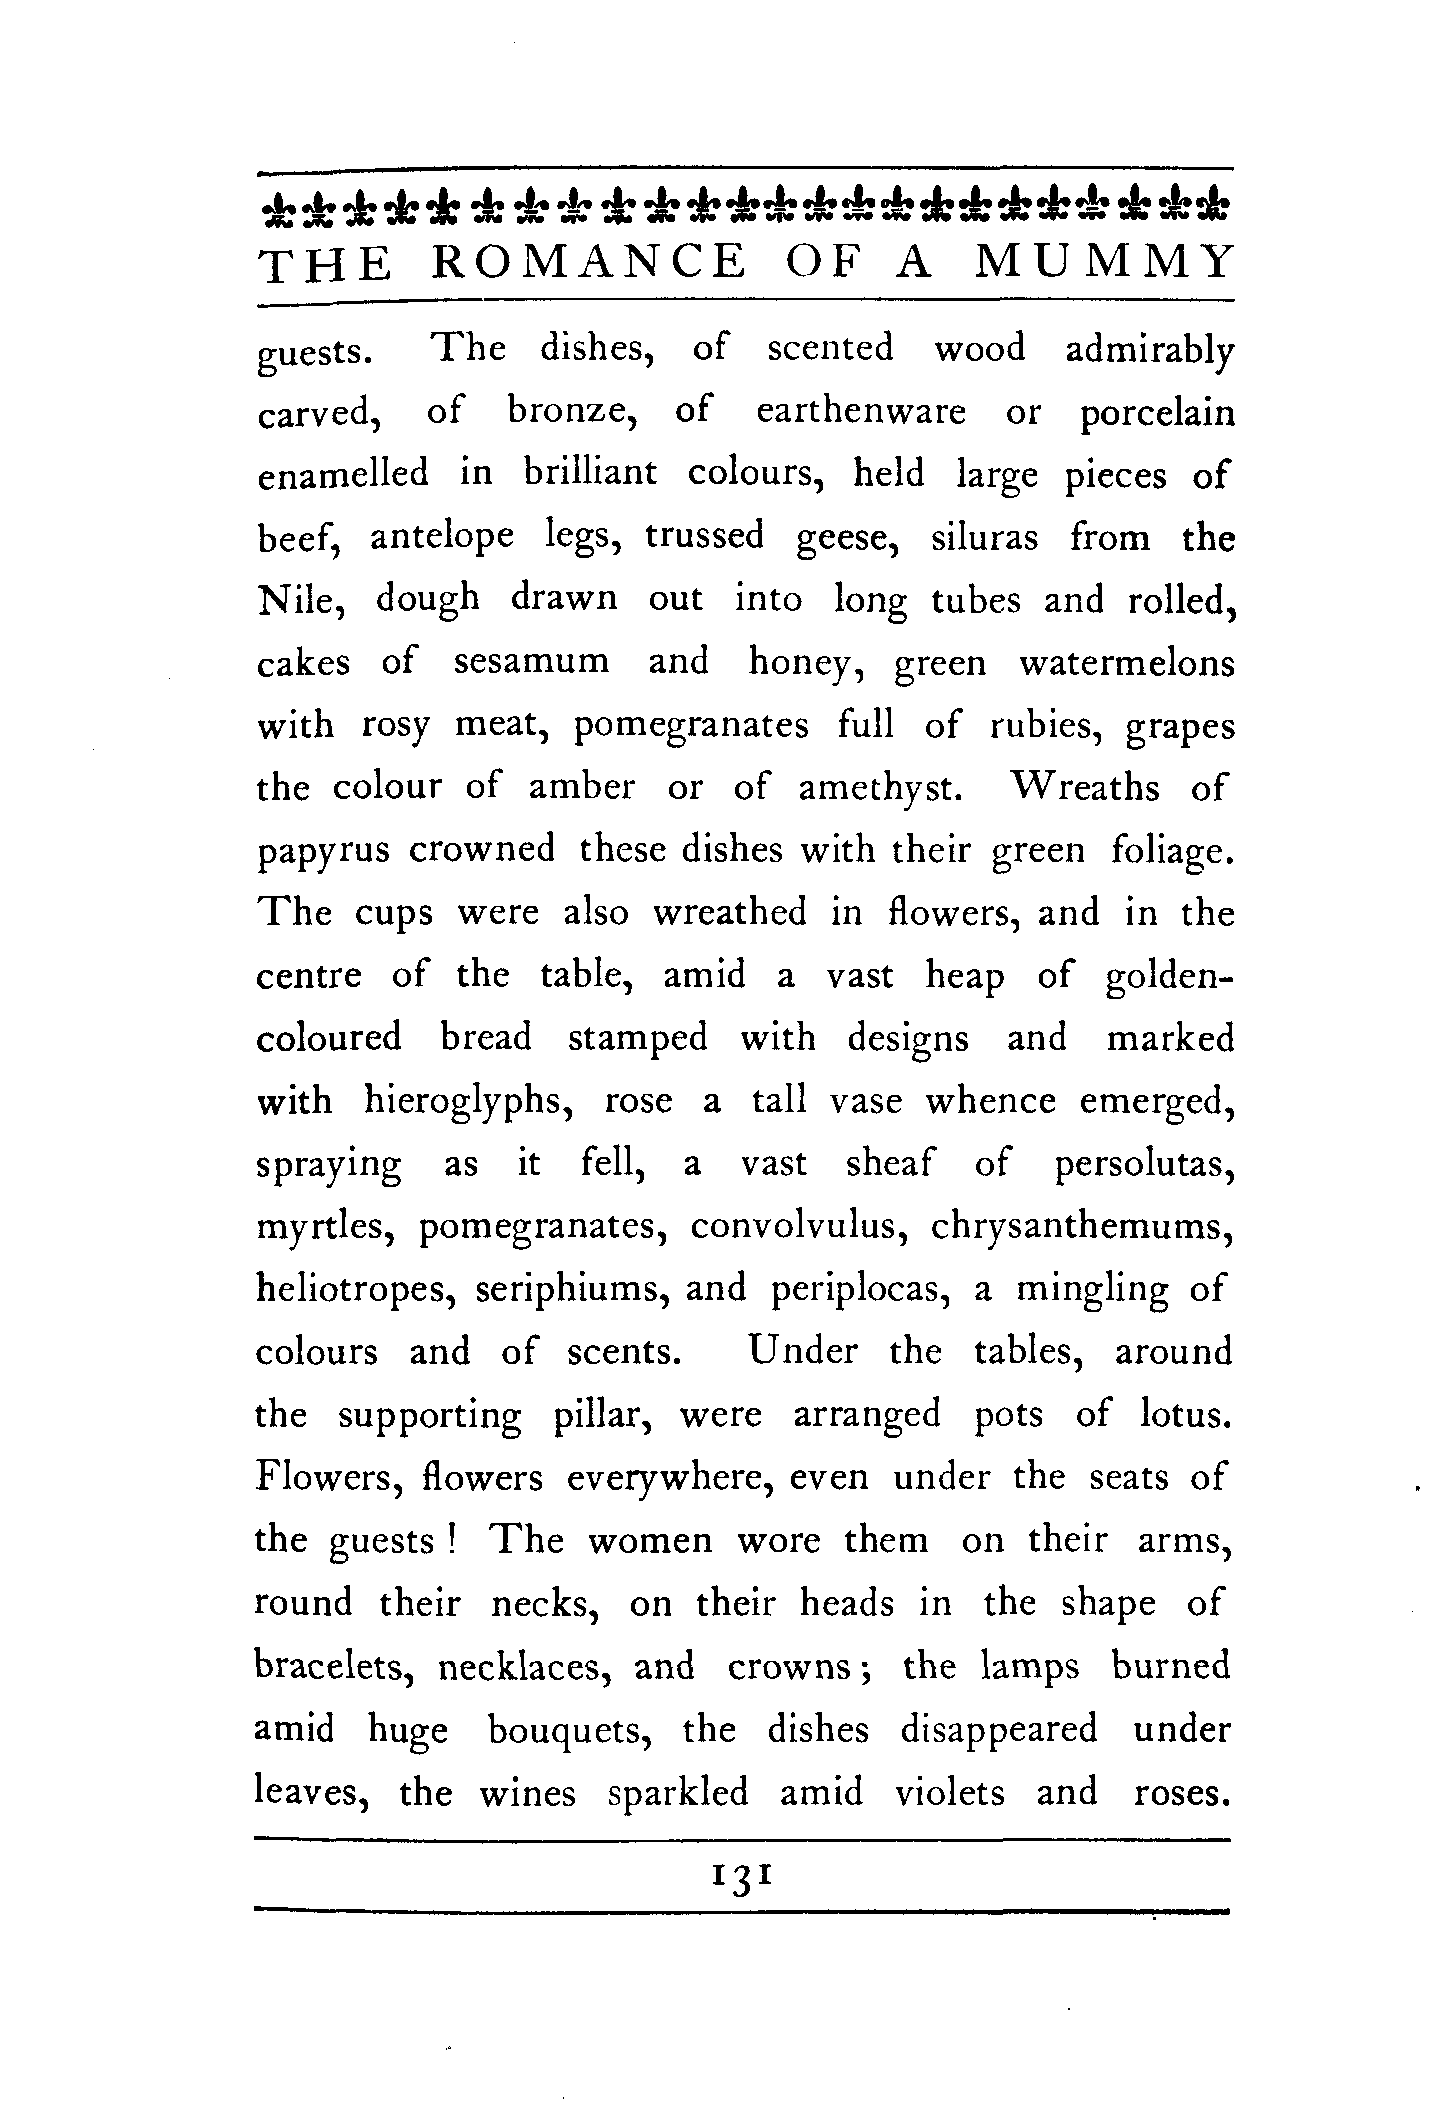 THE ROMANCE OF A MUMMY
guests. The dishes, of scented wood admirably
carved, of bronze, of earthenware or porcelain
enamelled in brilliant colours, held large pieces of
beef, antelope legs, trussed geese, siluras from the
Nile, dough drawn out into long tubes and rolled,
cakes of sesamum and honey, green watermelons
with rosy meat, pomegranates full of rubies, grapes
the colour of amber or of amethyst. Wreaths of
papyrus crowned these dishes with their green foliage.
The cups were also wreathed in flowers, and in the
centre of the table, amid a vast heap of golden-
coloured bread stamped with designs and marked
with hieroglyphs, rose a tall vase whence emerged,
spraying as it fell, a vast sheaf of persolutas,
myrtles, pomegranates, convolvulus, chrysanthemums,
heliotropes, seriphiums, and periplocas, a mingling of
colours and of scents. Under the tables, around
the supporting pillar, were arranged pots of lotus.
Flowers, flowers everywhere, even under the seats of
the guests ! The women wore them on their arms,
round their necks, on their heads in the shape of
bracelets, necklaces, and crowns ; the lamps burned
amid huge bouquets, the dishes disappeared under
leaves, the wines sparkled amid violets and roses.
131